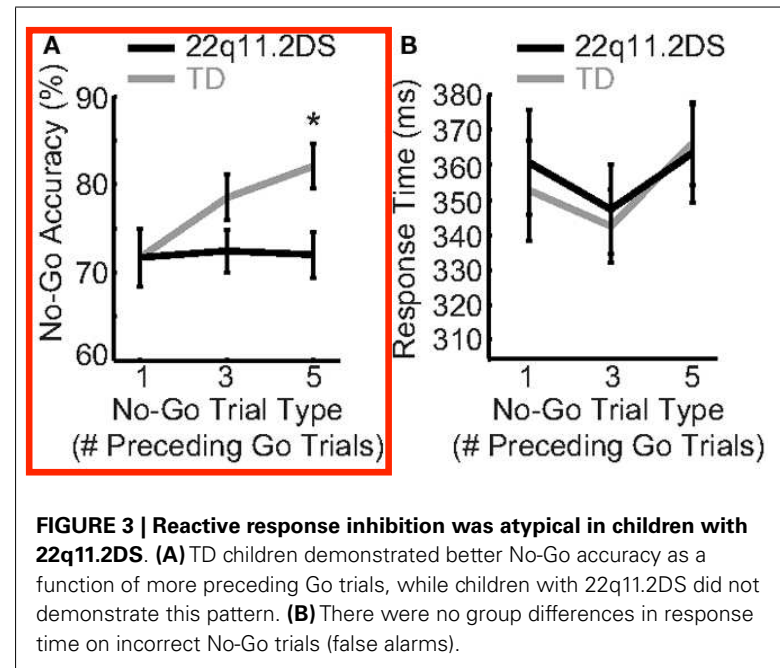 A
22q11.2DS
TD
No-Go Accuracy (%)
90
80
70
60
*
1 3 5
No-Go Trial Type
(# Preceding Go Trials)
B
22q11.2DS
TD
Response Time (ms)
380
370
360
350
340
330
320
310
1 3 5
No-Go Trial Type
(# Preceding Go Trials)
FIGURE 3 | Reactive response inhibition was atypical in children with
22q11.2DS. (A) TD children demonstrated better No-Go accuracy as a
function of more preceding Go trials, while children with 22q11.2DS did not
demonstrate this pattern. (B) There were no group differences in response
time on incorrect No-Go trials (false alarms).